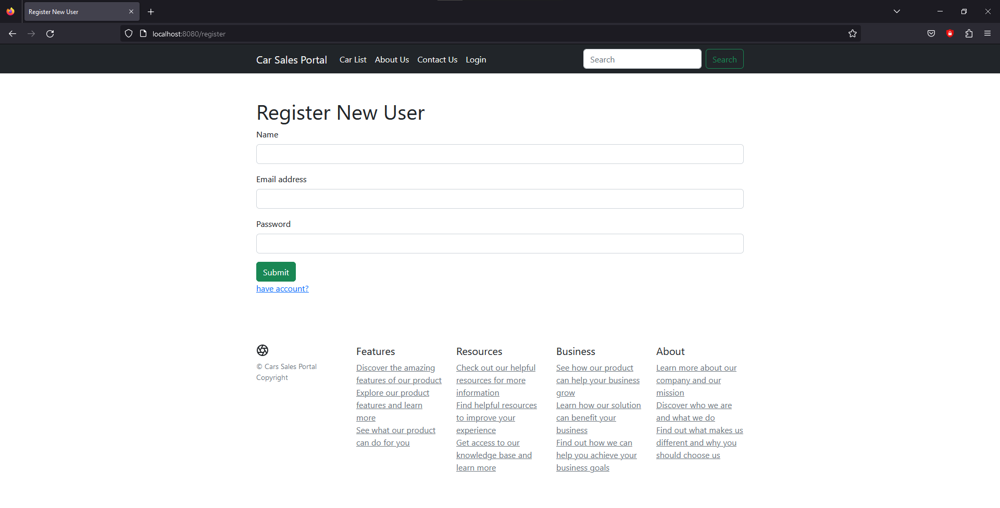 Register New User
localhost:8080/register
Car Sales Portal Car List About Us Contact Us Login Search Search
Register New User
Name
Email address
Password
Submit
have account?
© Cars Sales Portal
Copyright
Features
Discover the amazing
features of our product
Explore our product
features and learn
more
See what our product
can do for you
Resources
Check out our helpful
resources for more
information
Find helpful resources
to improve your
experience
Get access to our
knowledge base and
learn more
Business
See how our product
can help your business
grow
Learn how our solution
can benefit your
business
Find out how we can
help you achieve your
business goals
About
Learn more about our
company and our
mission
Discover who we are
and what we do
Find out what makes us
different and why you
should choose us